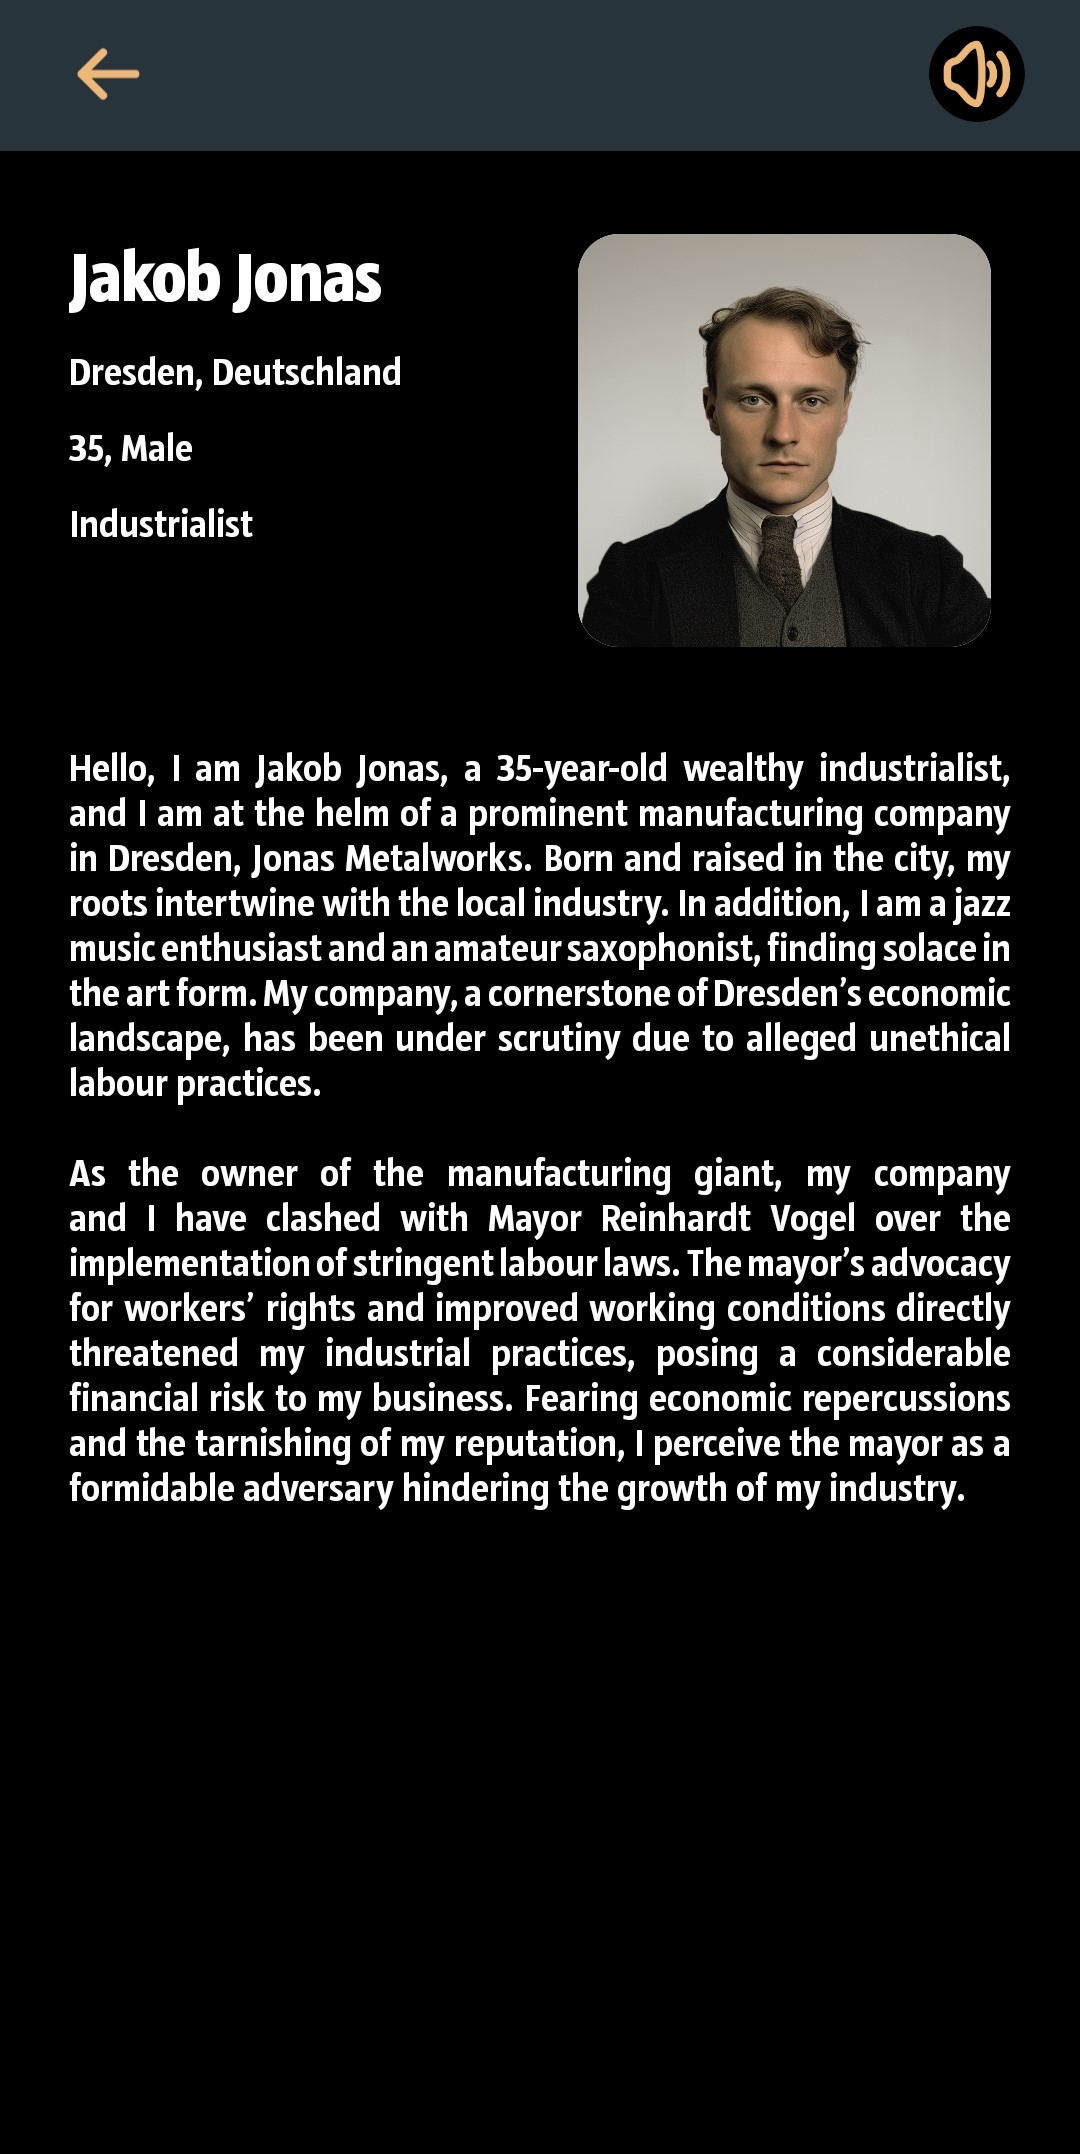 Jakob Jonas
Dresden, Deutschland
35, Male
Industrialist
Hello, I am Jakob Jonas, a 35-year-old wealthy industrialist,
and I am at the helm of a prominent manufacturing company
in Dresden, Jonas Metalworks. Born and raised in the city, my
roots intertwine with the local industry. In addition, I am a jazz
music enthusiast and an amateur saxophonist, finding solace in
the art form. My company, a cornerstone of Dresden’s economic
landscape, has been under scrutiny due to alleged unethical
labour practices.
As the owner of the manufacturing giant, my company
and I have clashed with Mayor Reinhardt Vogel over the
implementation of stringent labour laws. The mayor’s advocacy
for workers’ rights and improved working conditions directly
threatened my industrial practices, posing a considerable
financial risk to my business. Fearing economic repercussions
and the tarnishing of my reputation, I perceive the mayor as a
formidable adversary hindering the growth of my industry.